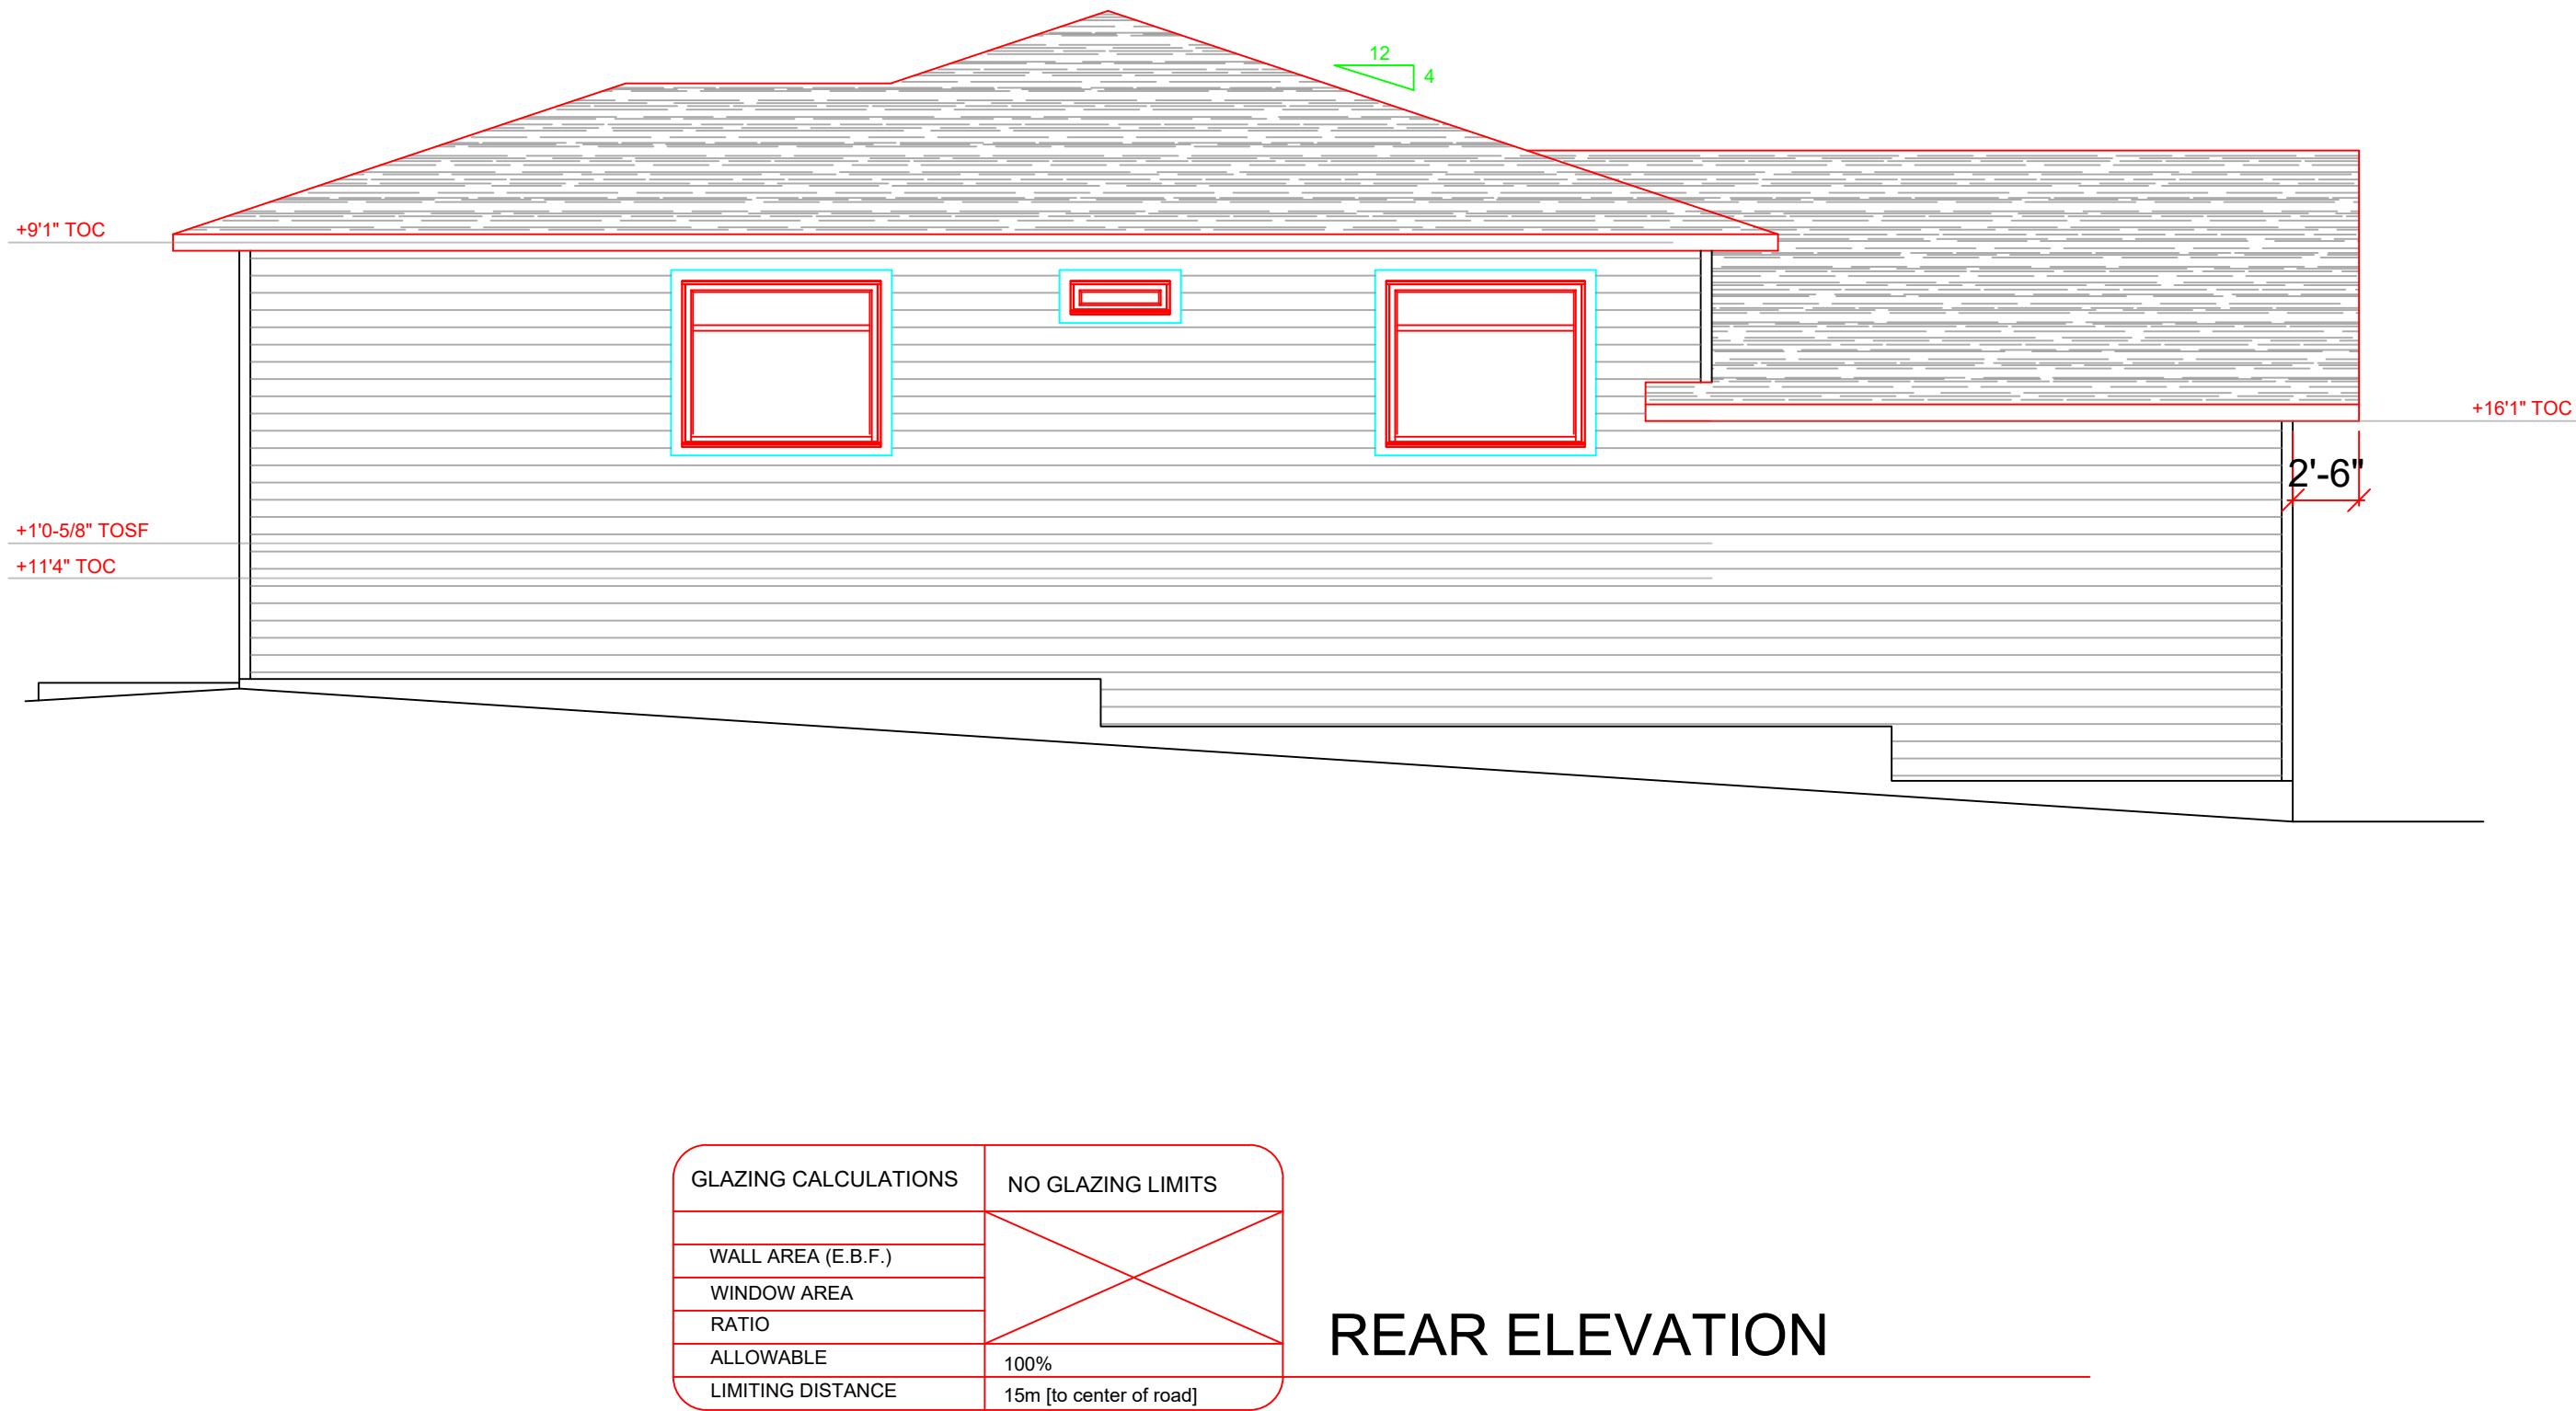 12
4
+9'1" TOC
+16'1" TOC
2'-6"
+1'0-5/8" TOSF
+11'4" TOC
GLAZING CALCULATIONS
NO GLAZING LIMITS
WALL AREA (E.B.F.)
WINDOW AREA
RATIO
ALLOWABLE
100%
LIMITING DISTANCE
15m [to center of road]
REAR ELEVATION